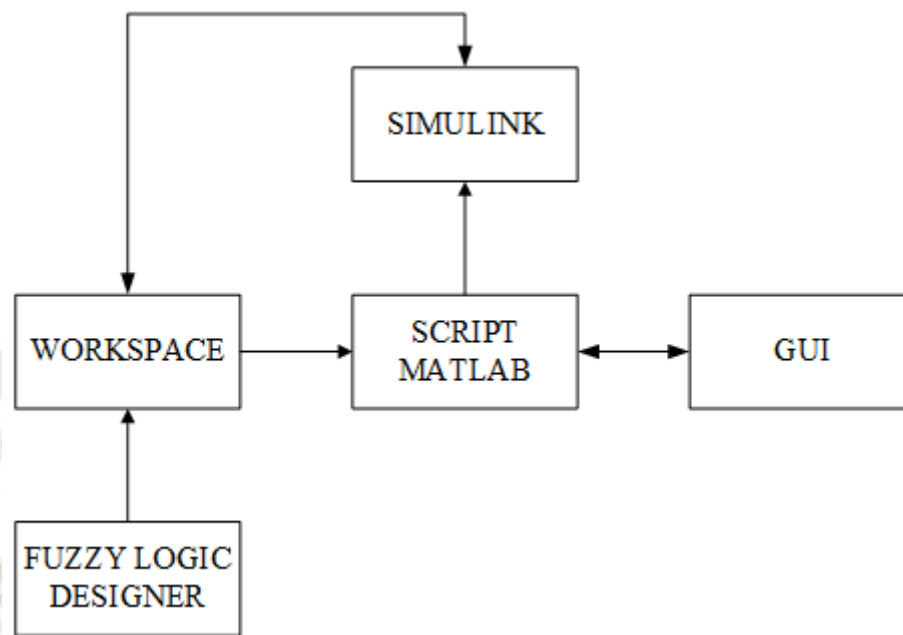 SIMULINK
WORKSPACE
SCRIPT
MATLAB
GUI
FUZZY LOGIC
DESIGNER